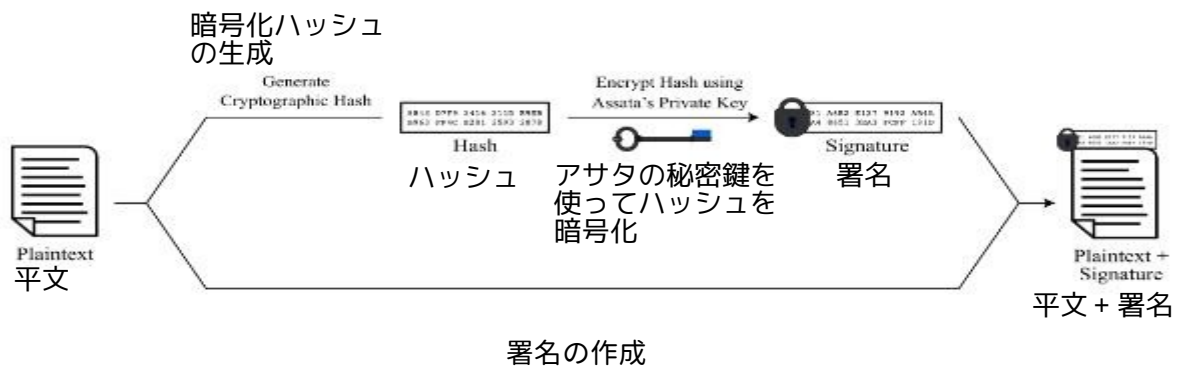 暗号化ハッシュ
の生成
Generate
Cryptographic Hash
Encrypt Hash using
Assata's Private Key
Hash
ハッシュ
アサタの秘密鍵を
使ってハッシュを
暗号化
Signature
署名
Plaintext
平文
Plaintext +
Signature
平文 + 署名
署名の作成